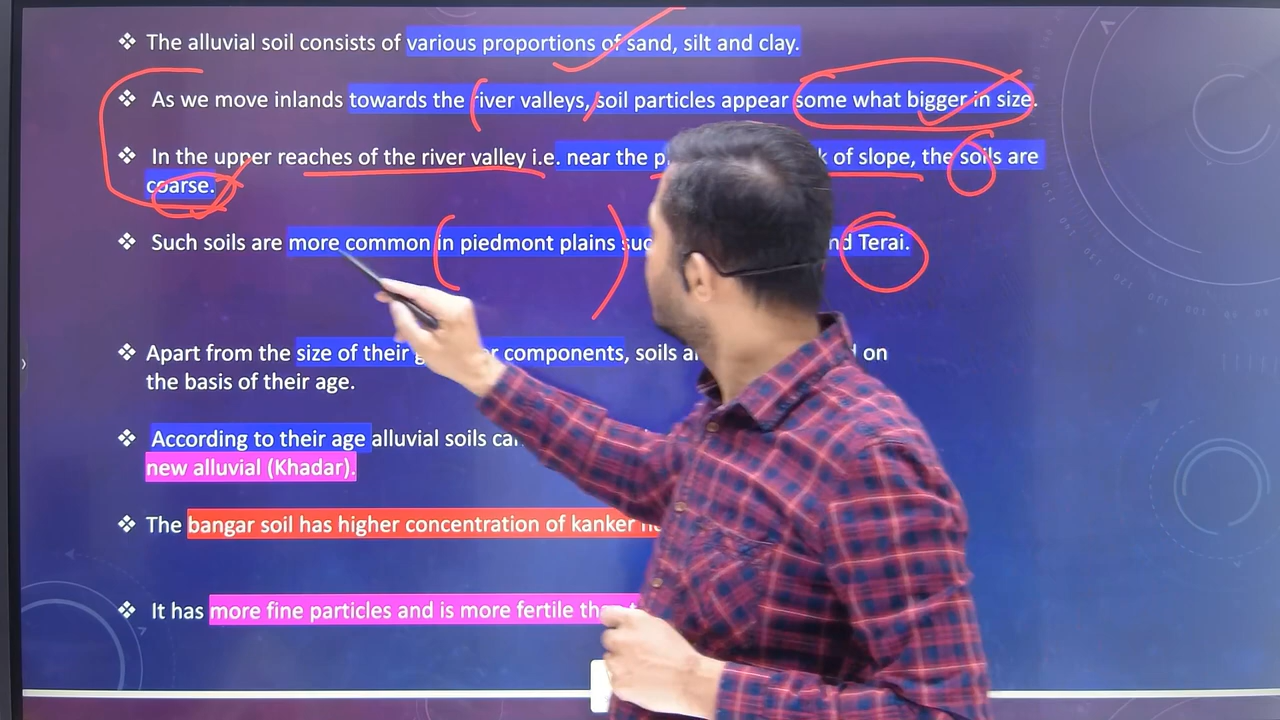 ❖ The alluvial soil consists of various proportions of sand, silt and clay.
❖ As we move inlands towards the river valleys, soil particles appear some what bigger in size.
❖ In the upper reaches of the river valley i.e. near the of slope, the soils are
coarse.
❖ Such soils are more common in piedmont plains Terai.
❖ Apart from the size of their components, soils on
the basis of their age.
❖ According to their age alluvial soils
new alluvial (Khadar).
❖ The bangar soil has higher concentration of kanker
❖ It has more fine particles and is more fertile